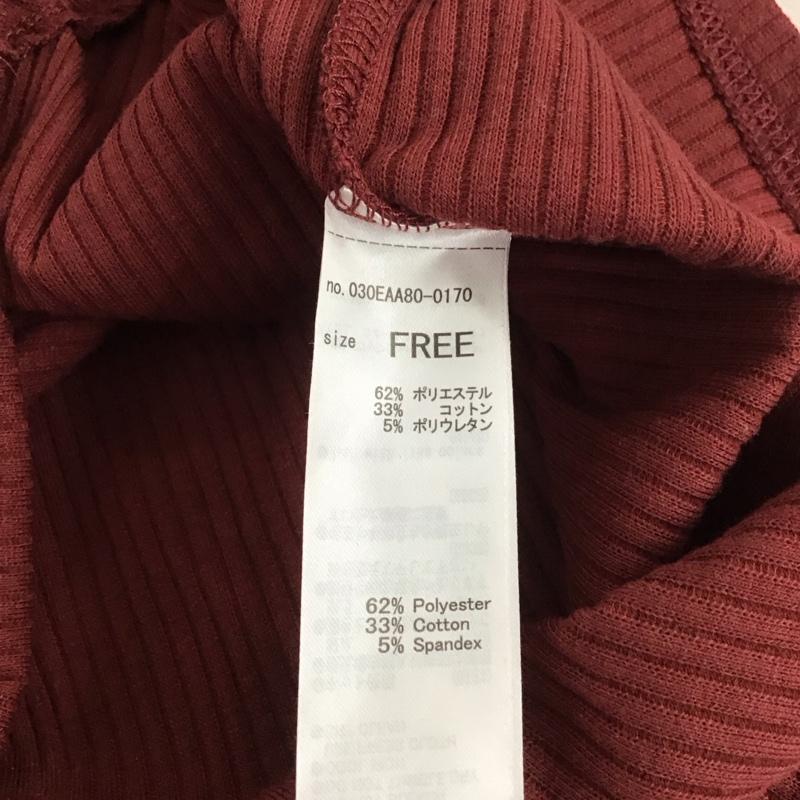 no.030EAA80-0170
size FREE
62% ポリエステル
33% コットン
5% ポリウレタン
62% Polyester
33% Cotton
5% Spandex